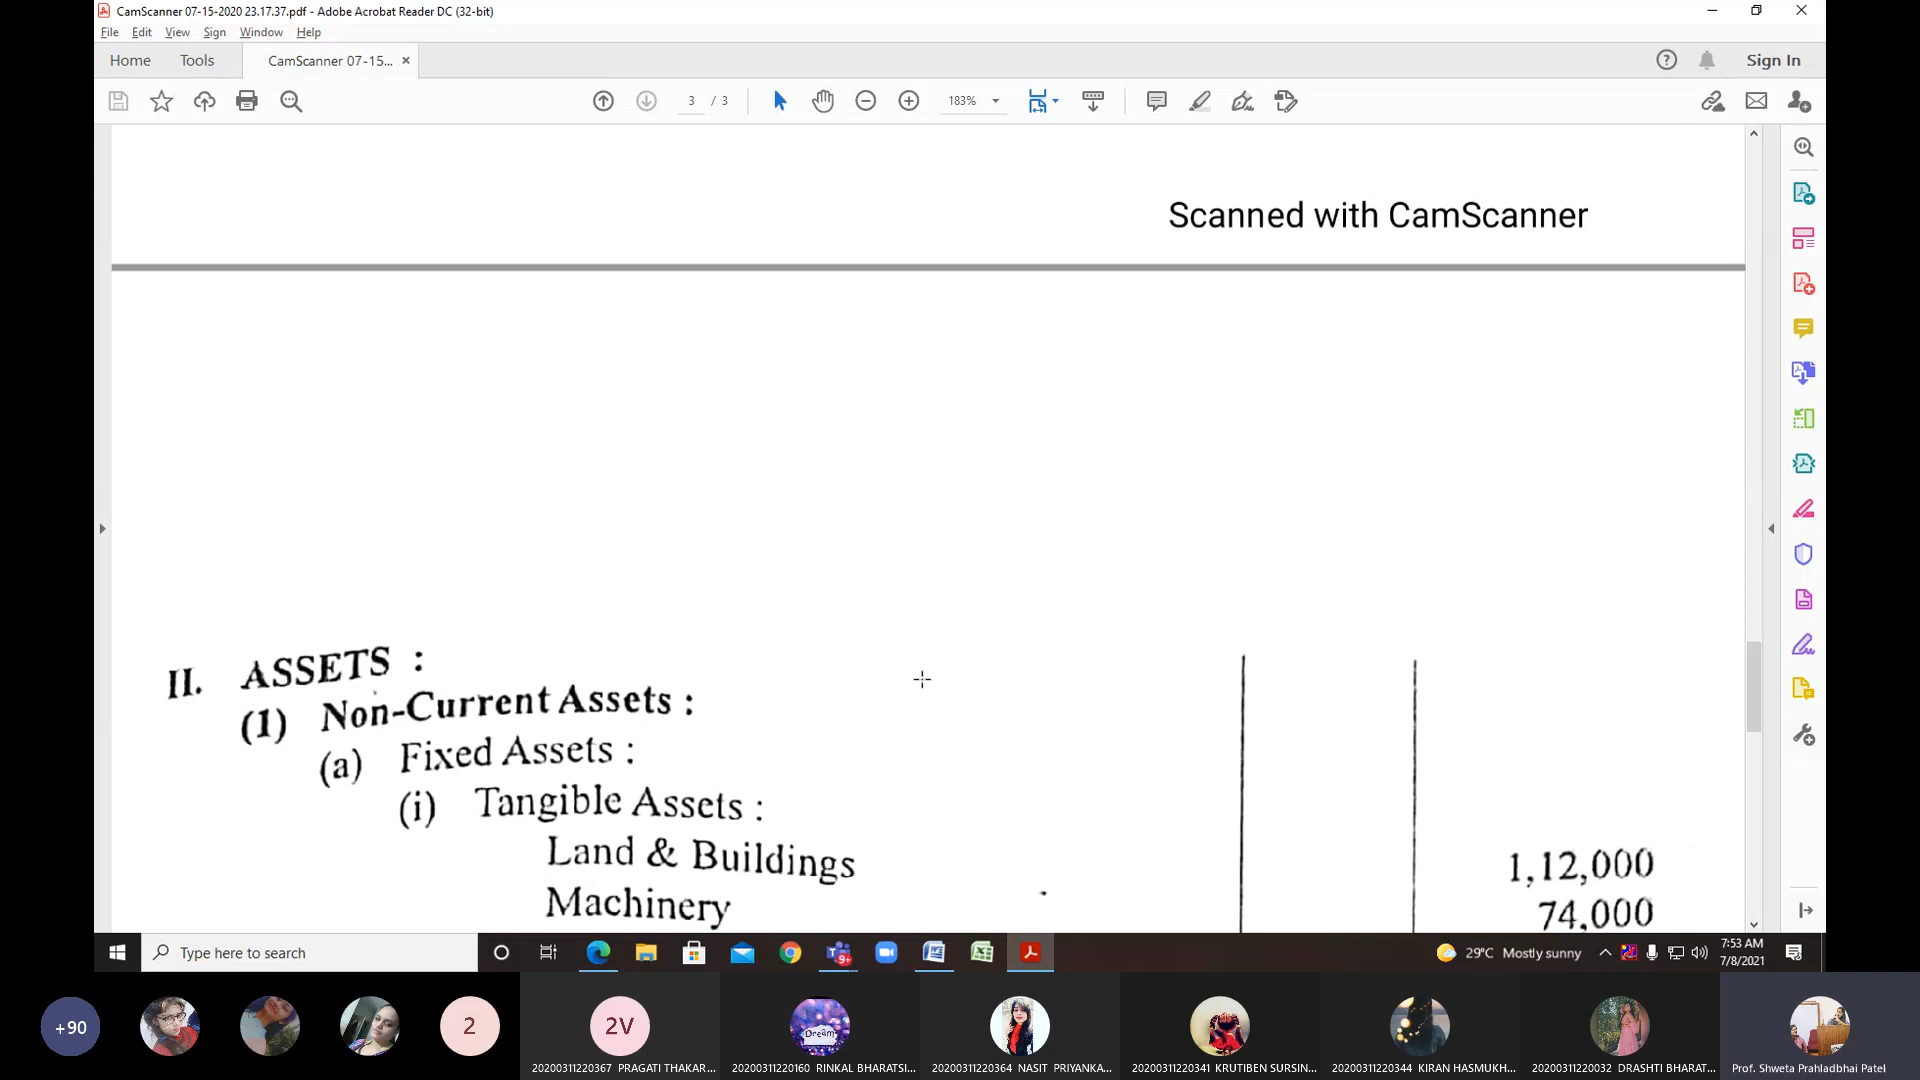 CamScanner 07-15-2020 23.17.37.pdf - Adobe Acrobat Reader DC (32-bit)
File Edit View Sign Window Help
Home Tools CamScanner 07-15... × Sign In
3 / 3 183%
Scanned with CamScanner
II. ASSETS :
(1) Non-Current Assets :
(a) Fixed Assets :
(i) Tangible Assets :
Land & Buildings 1,12,000
Machinery 74,000
Type here to search 9+ 29°C Mostly sunny 7:53 AM
7/8/2021
+90 2 2V Dream
20200311220367 PRAGATI THAKAR... 20200311220160 RINKAL BHARATSI... 20200311220364 NASIT PRIYANKA... 20200311220341 KRUTIBEN SURSIN... 20200311220344 KIRAN HASMUKH... 20200311220032 DRASHTI BHARAT... Prof. Shweta Prahladbhai Patel